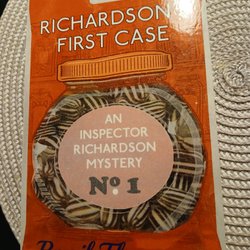 RICHARDSON'S
FIRST CASE
AN
INSPECTOR
RICHARDSON
MYSTERY
No. 1